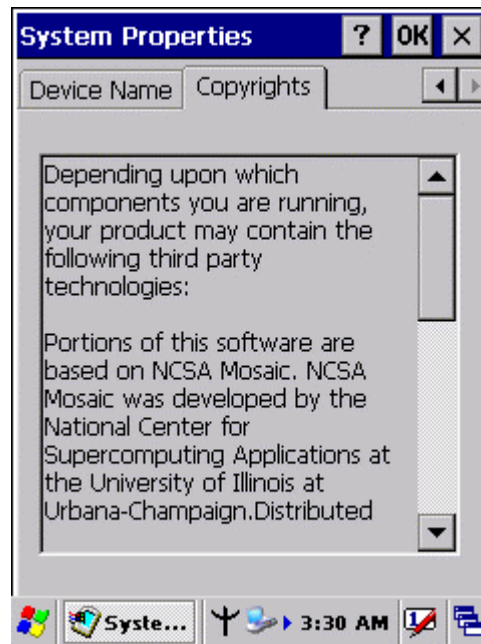 System Properties ? OK ×
Device Name Copyrights
Depending upon which
components you are running,
your product may contain the
following third party
technologies:
Portions of this software are
based on NCSA Mosaic. NCSA
Mosaic was developed by the
National Center for
Supercomputing Applications at
the University of Illinois at
Urbana-Champaign.Distributed
Syste... 3:30 AM 1